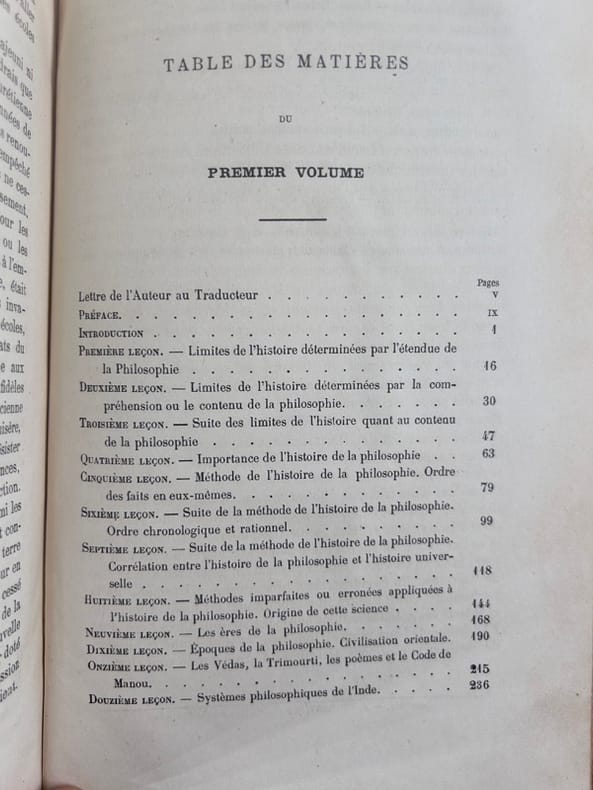 TABLE DES MATIÈRES
DU
PREMIER VOLUME
Pages
Lettre de l'Auteur au Traducteur . . . . . . . . . . V
PRÉFACE. . . . . . . . . . . . . . . . IX
INTRODUCTION . . . . . . . . . . . . . . 1
PREMIÈRE LEÇON. — Limites de l'histoire déterminées par l'étendue de
la Philosophie . . . . . . . . . . . . . 16
DEUXIÈME LEÇON. — Limites de l'histoire déterminées par la com-
préhension ou le contenu de la philosophie. . . . . . . 30
TROISIÈME LEÇON. — Suite des limites de l'histoire quant au contenu
de la philosophie . . . . . . . . . . . . 47
QUATRIÈME LEÇON. — Importance de l'histoire de la philosophie . . 63
CINQUIÈME LEÇON. — Méthode de l'histoire de la philosophie. Ordre
des faits en eux-mêmes. . . . . . . . . . . 79
SIXIÈME LEÇON. — Suite de la méthode de l'histoire de la philosophie.
Ordre chronologique et rationnel. . . . . . . . . 99
SEPTIÈME LEÇON. — Suite de la méthode de l'histoire de la philosophie.
Corrélation entre l'histoire de la philosophie et l'histoire univer-
selle . . . . . . . . . . . . . . . 118
HUITIÈME LEÇON. — Méthodes imparfaites ou erronées appliquées à
l'histoire de la philosophie. Origine de cette science . . . . 144
NEUVIÈME LEÇON. — Les ères de la philosophie. . . . . . . 168
DIXIÈME LEÇON. — Époques de la philosophie. Civilisation orientale. 190
ONZIÈME LEÇON. — Les Védas, la Trimourti, les poèmes et le Code de
Manou. . . . . . . . . . . . . . . 215
DOUZIÈME LEÇON. — Systèmes philosophiques de l'Inde. . . . . 236